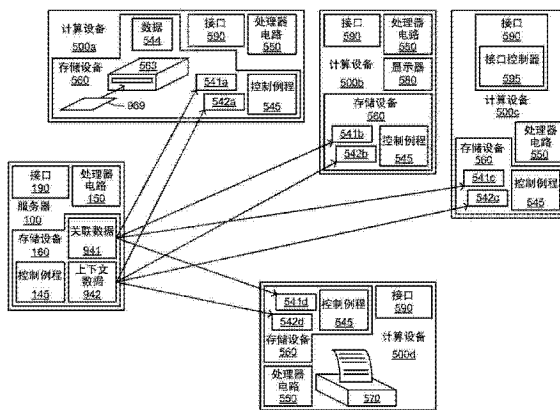 计算设备
500a
数据
544
接口
590
处理器
电路
550
存储设备
560
563
969
541a
542a
控制例程
545
接口
590
处理器
电路
550
计算设备
500b
显示器
580
存储设备
560
541b
542b
控制例程
545
接口
590
接口控制器
595
计算设备
500c
处理器
电路
550
存储设备
560
541c
542c
控制例程
545
接口
190
处理器
电路
150
服务器
100
存储设备
160
关联数据
941
控制例程
145
上下文
数据
942
541d
542d
控制例程
545
接口
590
存储设备
560
计算设备
500d
处理器
电路
550
570